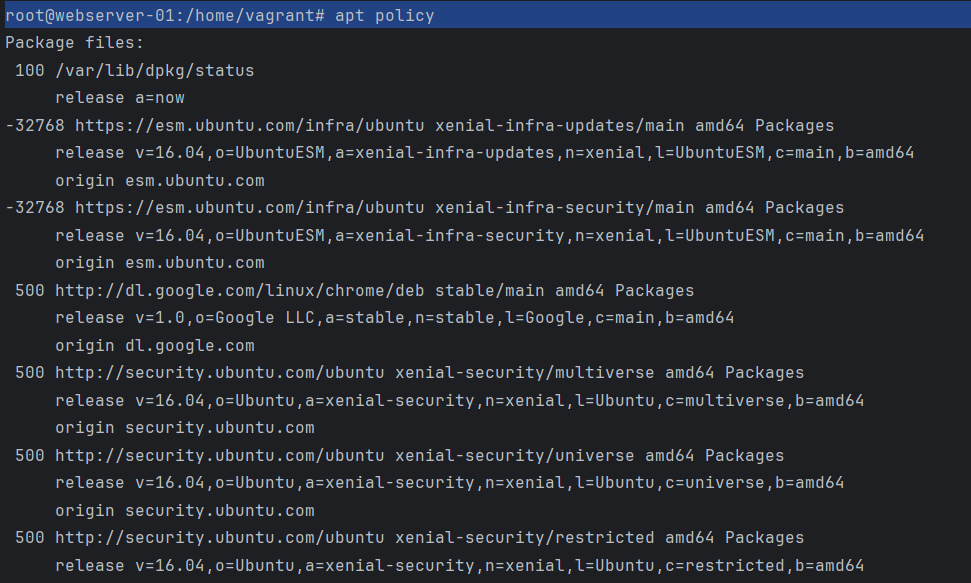 root@webserver-01:/home/vagrant# apt policy
Package files:
 100 /var/lib/dpkg/status
     release a=now
-32768 https://esm.ubuntu.com/infra/ubuntu xenial-infra-updates/main amd64 Packages
     release v=16.04,o=UbuntuESM,a=xenial-infra-updates,n=xenial,l=UbuntuESM,c=main,b=amd64
     origin esm.ubuntu.com
-32768 https://esm.ubuntu.com/infra/ubuntu xenial-infra-security/main amd64 Packages
     release v=16.04,o=UbuntuESM,a=xenial-infra-security,n=xenial,l=UbuntuESM,c=main,b=amd64
     origin esm.ubuntu.com
 500 http://dl.google.com/linux/chrome/deb stable/main amd64 Packages
     release v=1.0,o=Google LLC,a=stable,n=stable,l=Google,c=main,b=amd64
     origin dl.google.com
 500 http://security.ubuntu.com/ubuntu xenial-security/multiverse amd64 Packages
     release v=16.04,o=Ubuntu,a=xenial-security,n=xenial,l=Ubuntu,c=multiverse,b=amd64
     origin security.ubuntu.com
 500 http://security.ubuntu.com/ubuntu xenial-security/universe amd64 Packages
     release v=16.04,o=Ubuntu,a=xenial-security,n=xenial,l=Ubuntu,c=universe,b=amd64
     origin security.ubuntu.com
 500 http://security.ubuntu.com/ubuntu xenial-security/restricted amd64 Packages
     release v=16.04,o=Ubuntu,a=xenial-security,n=xenial,l=Ubuntu,c=restricted,b=amd64